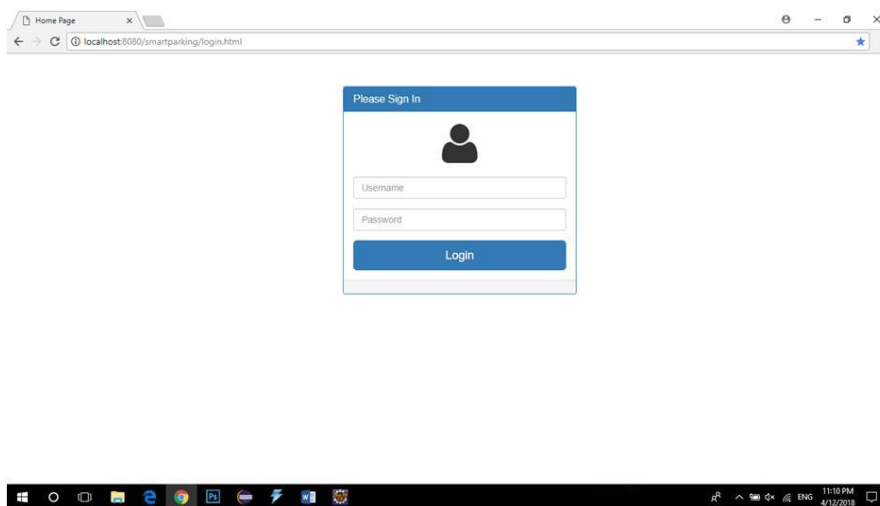 Home Page
localhost:8080/smartparking/login.html
Please Sign In
Username
Password
Login
Ps
W
ENG
11:10 PM
4/12/2018